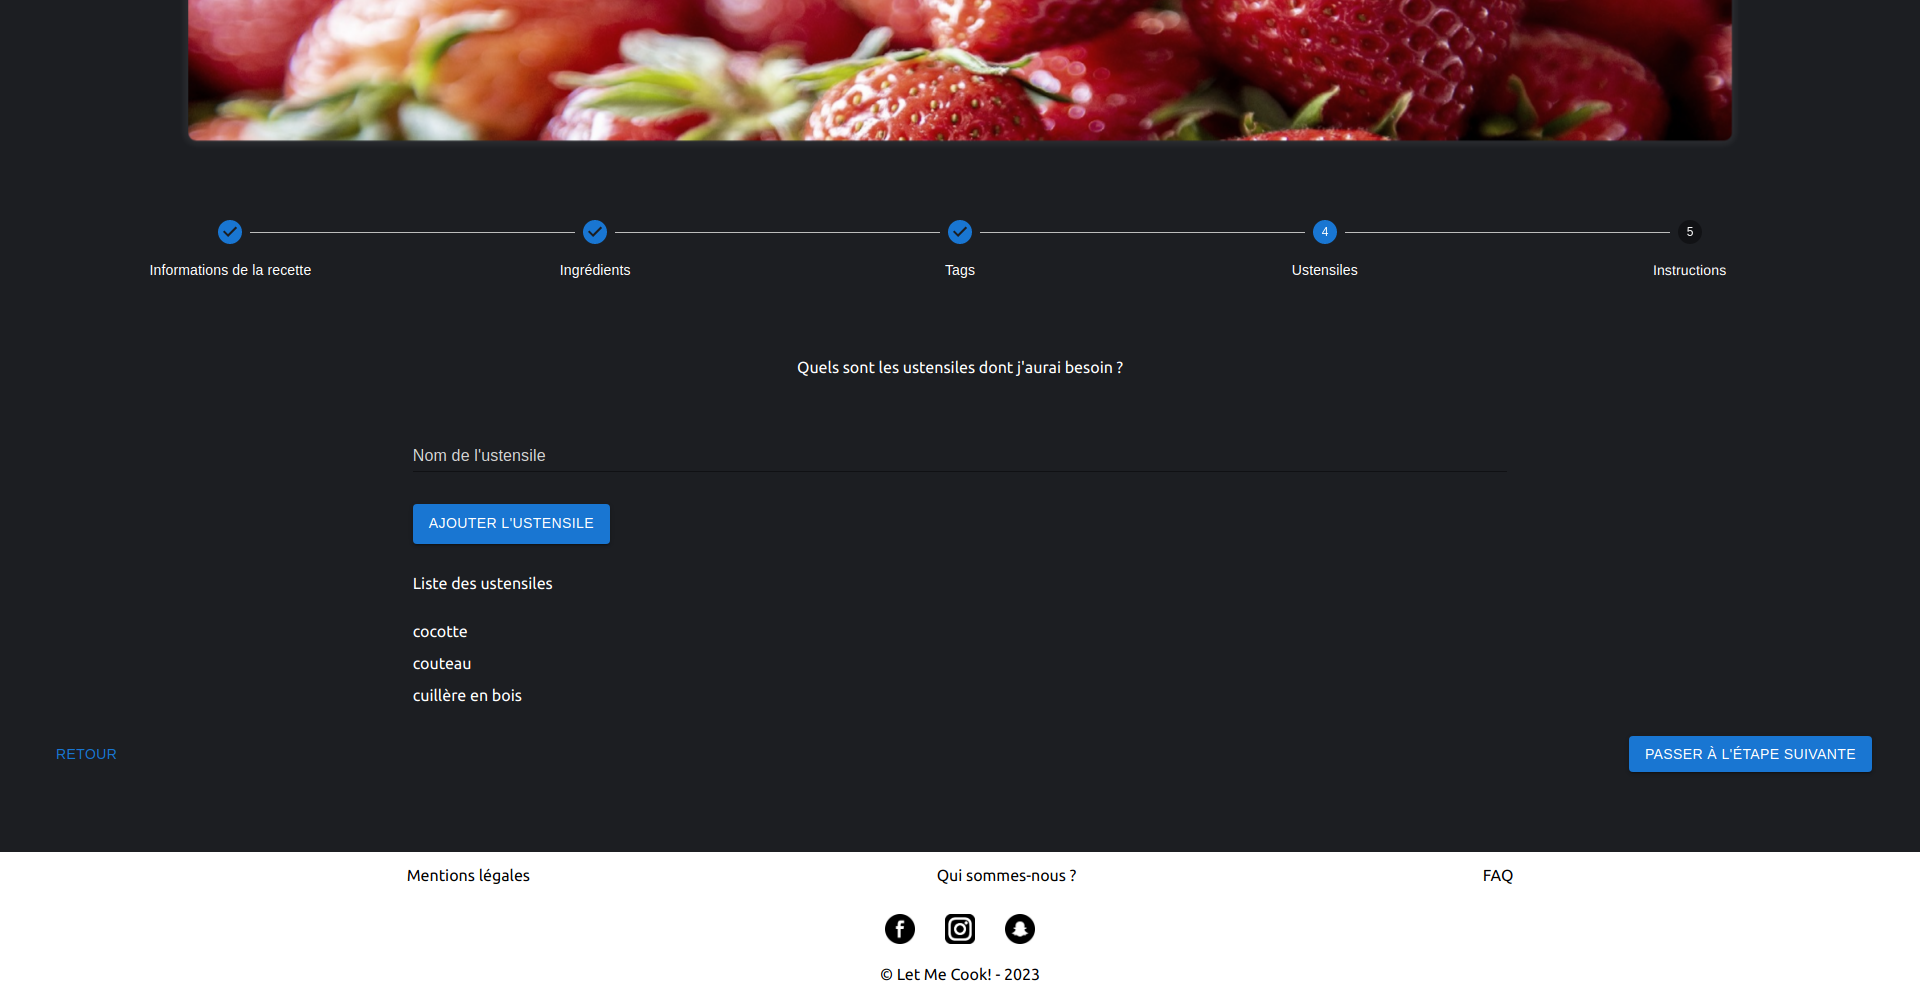 4
5
Informations de la recette
Ingrédients
Tags
Ustensiles
Instructions
Quels sont les ustensiles dont j'aurai besoin ?
Nom de l'ustensile
AJOUTER L'USTENSILE
Liste des ustensiles
cocotte
couteau
cuillère en bois
RETOUR
PASSER À L'ÉTAPE SUIVANTE
Mentions légales
Qui sommes-nous ?
FAQ
© Let Me Cook! - 2023